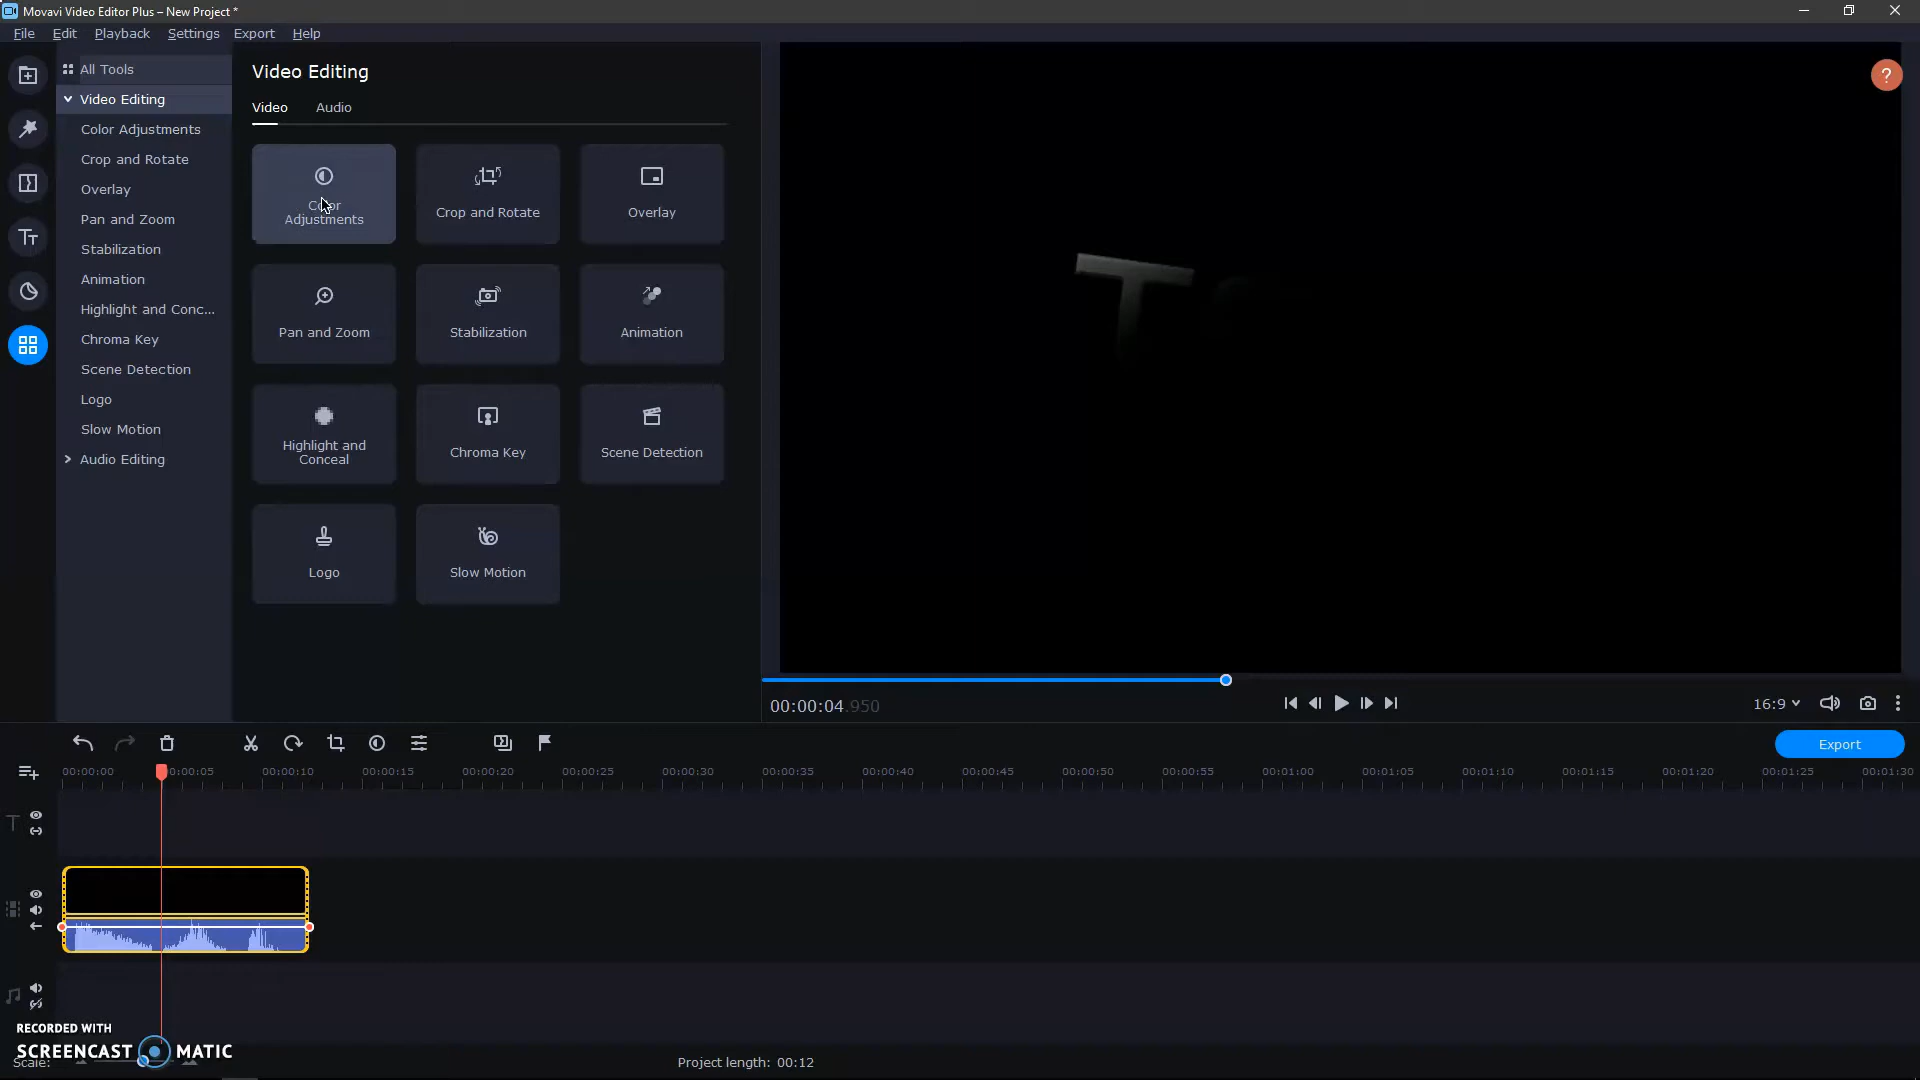 Movavi Video Editor Plus – New Project *
File Edit Playback Settings Export Help
All Tools
Video Editing
Color Adjustments
Crop and Rotate
Overlay
Pan and Zoom
Stabilization
Animation
Highlight and Conc...
Chroma Key
Scene Detection
Logo
Slow Motion
Audio Editing
Video Editing
Video Audio
Color
Adjustments
Crop and Rotate
Overlay
Pan and Zoom
Stabilization
Animation
Highlight and
Conceal
Chroma Key
Scene Detection
Logo
Slow Motion
?
T
00:00:04.950
16:9
Export
00:00:00 00:00:05 00:00:10 00:00:15 00:00:20 00:00:25 00:00:30 00:00:35 00:00:40 00:00:45 00:00:50 00:00:55 00:01:00 00:01:05 00:01:10 00:01:15 00:01:20 00:01:25 00:01:30
RECORDED WITH
SCREENCAST MATIC
Scale:
Project length: 00:12